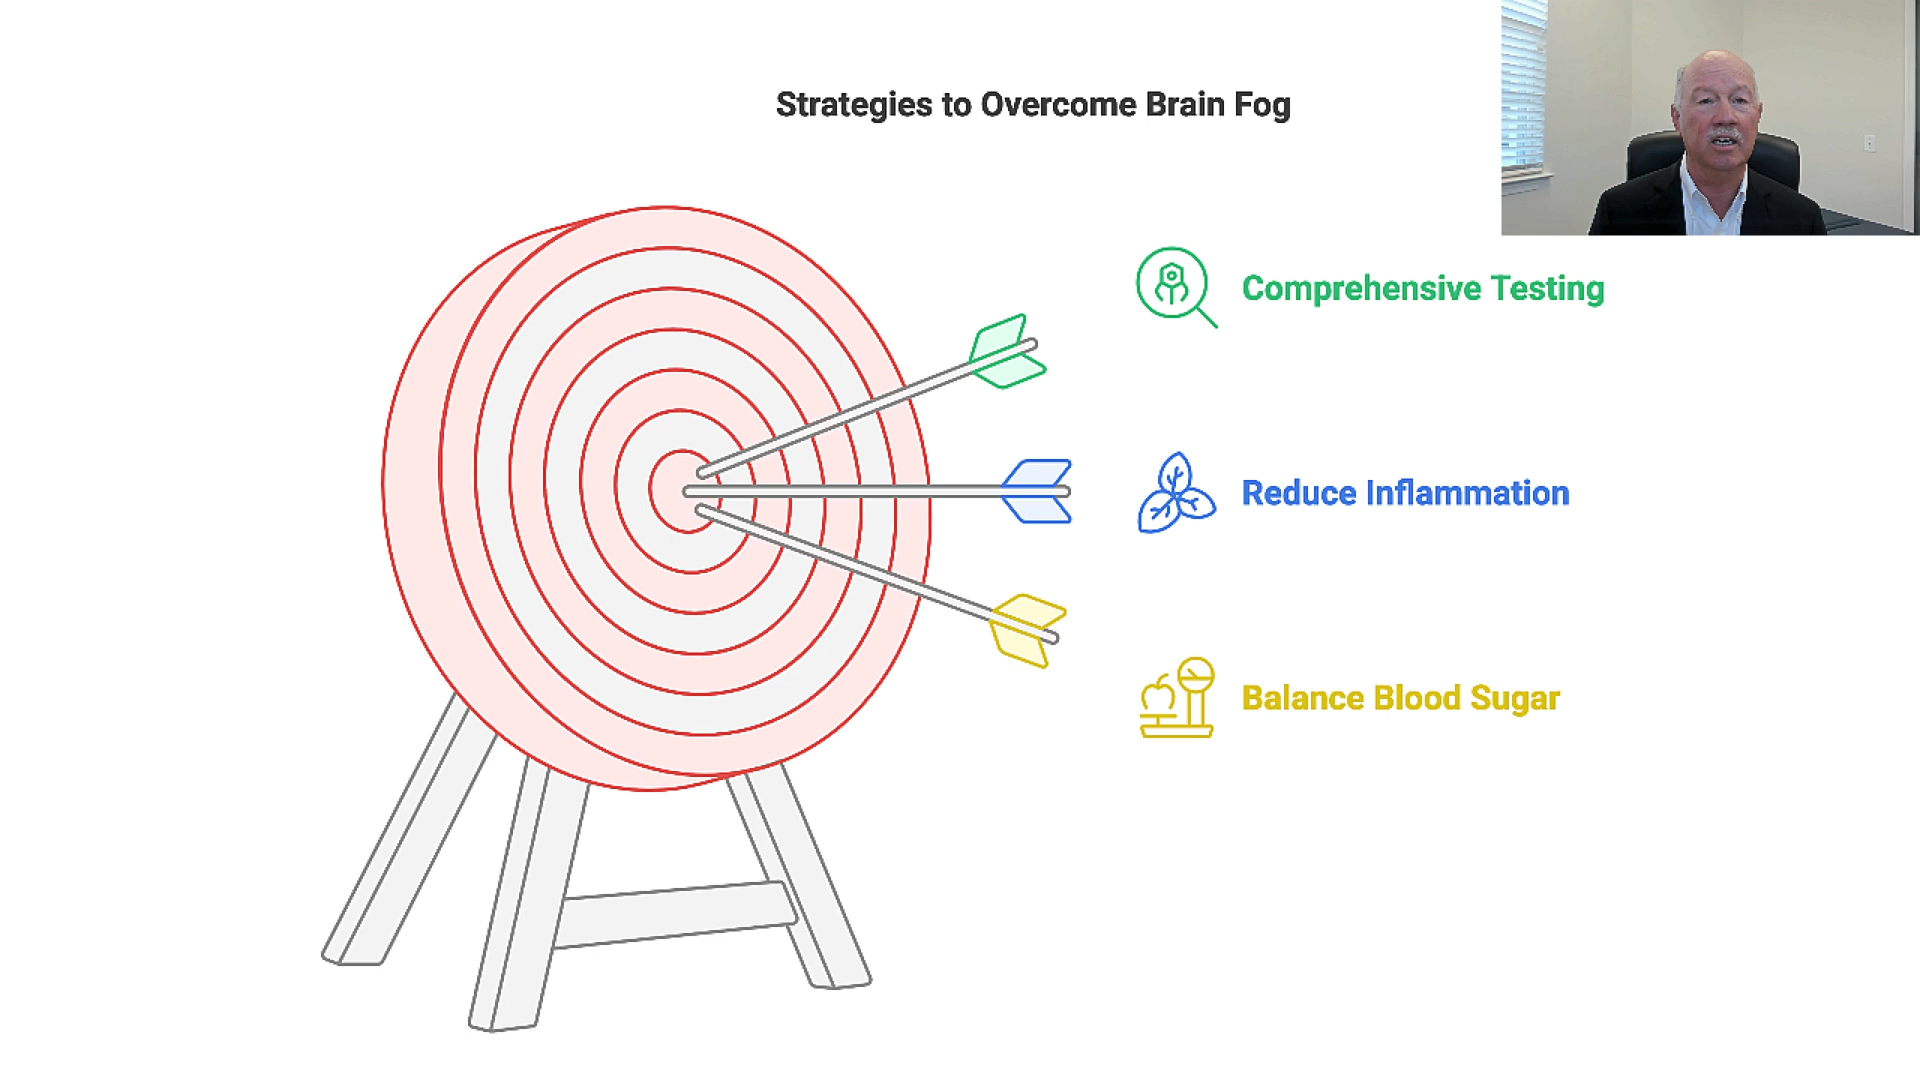 Strategies to Overcome Brain Fog
Comprehensive Testing
Reduce Inflammation
Balance Blood Sugar